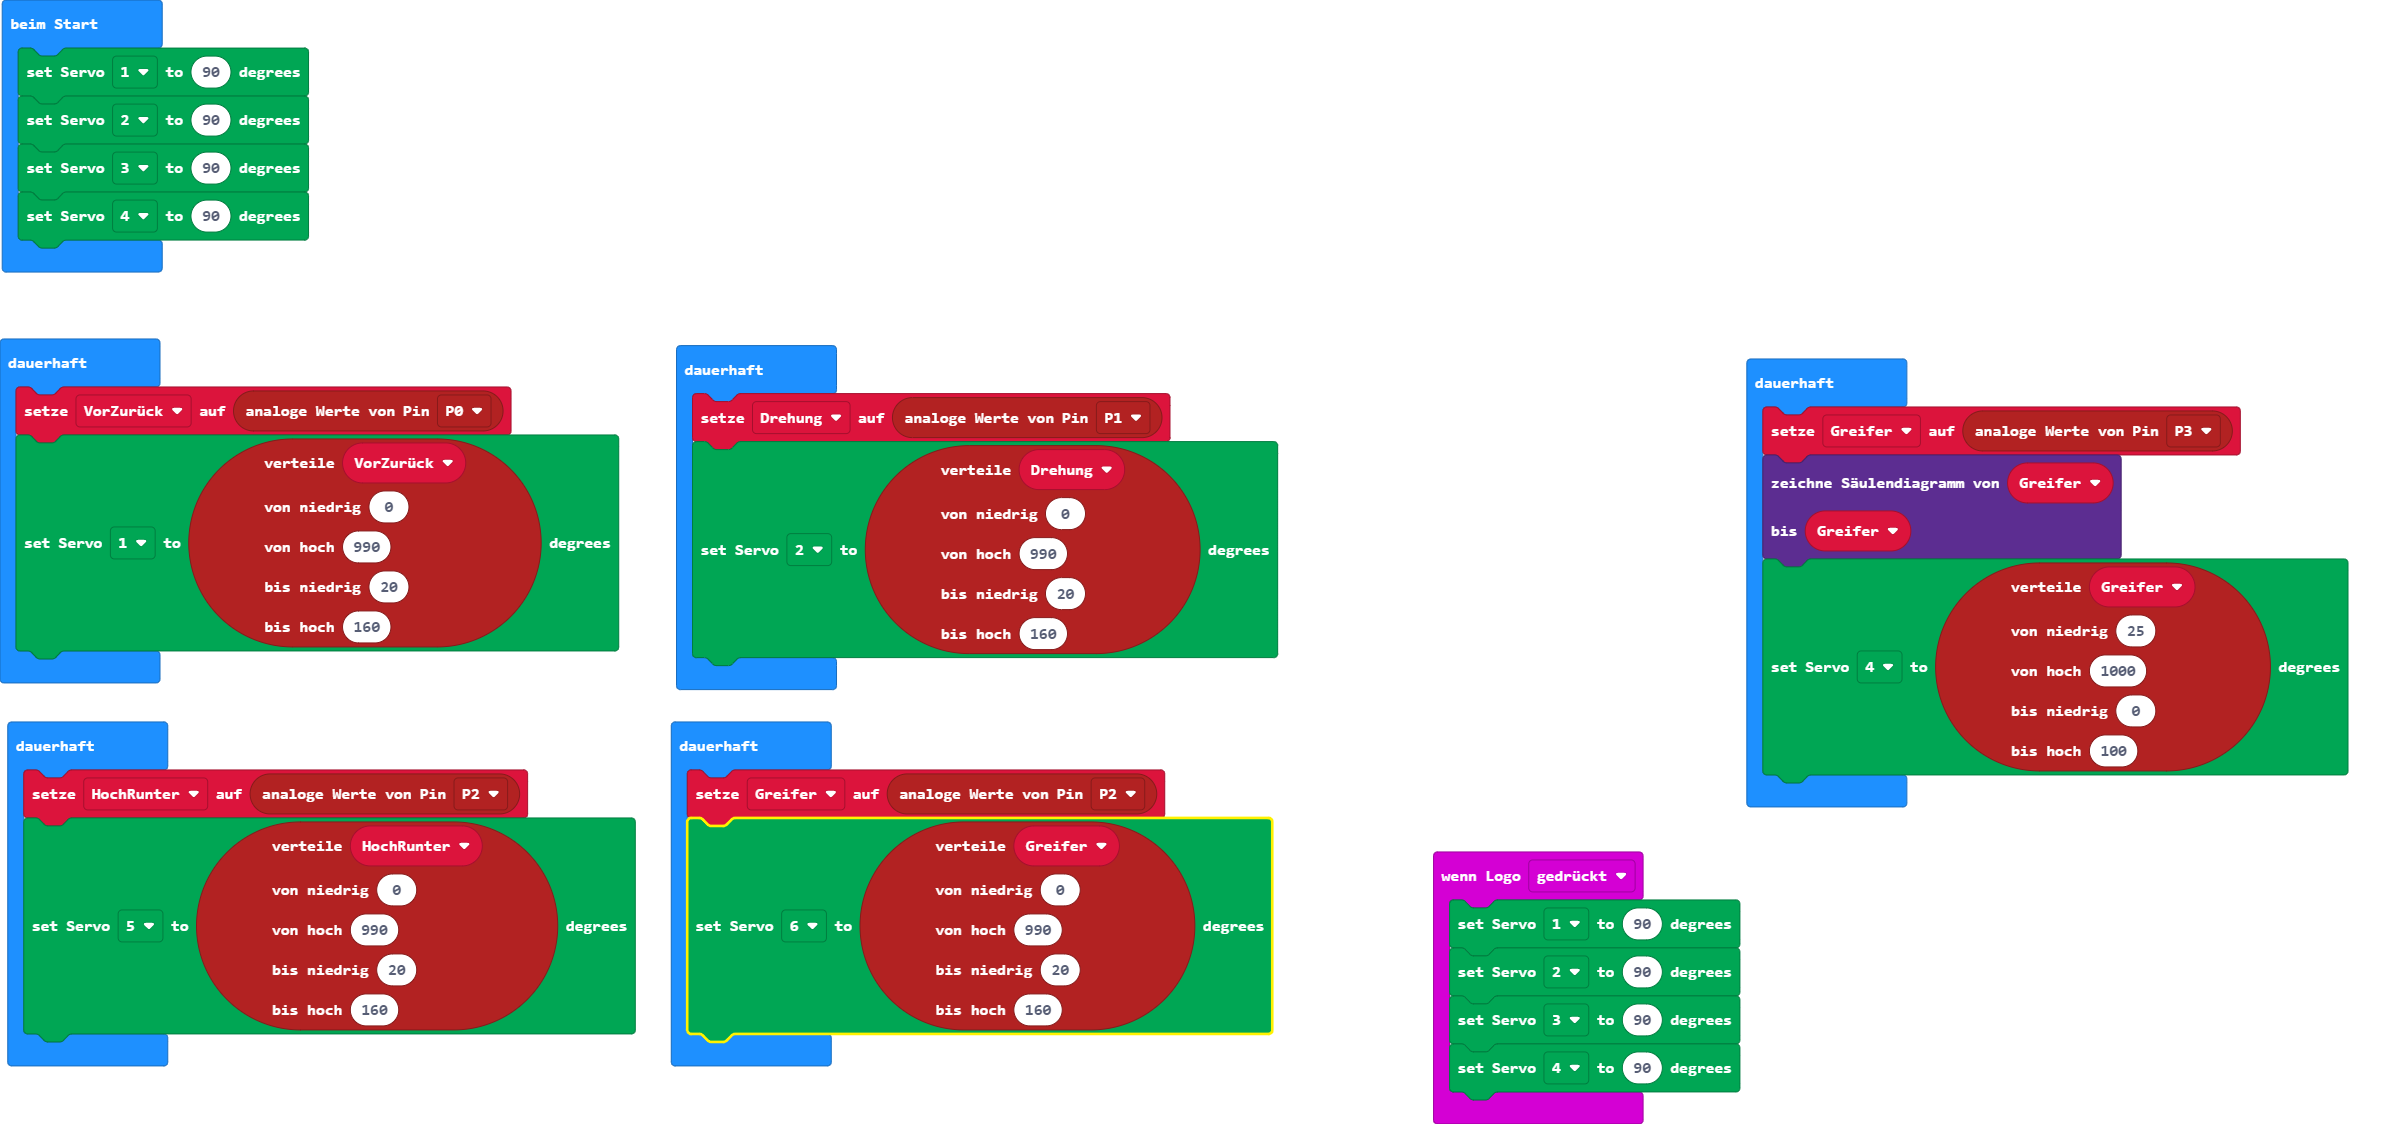 beim Start
set Servo 1 to 90 degrees
set Servo 2 to 90 degrees
set Servo 3 to 90 degrees
set Servo 4 to 90 degrees
dauerhaft
setze VorZurück auf analoge Werte von Pin P0
verteile VorZurück
von niedrig 0
von hoch 990
set Servo 1 to degrees
bis niedrig 20
bis hoch 160
dauerhaft
setze Drehung auf analoge Werte von Pin P1
verteile Drehung
von niedrig 0
von hoch 990
set Servo 2 to degrees
bis niedrig 20
bis hoch 160
dauerhaft
setze Greifer auf analoge Werte von Pin P3
zeichne Säulendiagramm von Greifer
bis Greifer
verteile Greifer
von niedrig 25
set Servo 4 to degrees
von hoch 1000
bis niedrig 0
bis hoch 100
dauerhaft
setze HochRunter auf analoge Werte von Pin P2
verteile HochRunter
von niedrig 0
set Servo 5 to degrees
von hoch 990
bis niedrig 20
bis hoch 160
dauerhaft
setze Greifer auf analoge Werte von Pin P2
verteile Greifer
von niedrig 0
set Servo 6 to degrees
von hoch 990
bis niedrig 20
bis hoch 160
wenn Logo gedrückt
set Servo 1 to 90 degrees
set Servo 2 to 90 degrees
set Servo 3 to 90 degrees
set Servo 4 to 90 degrees